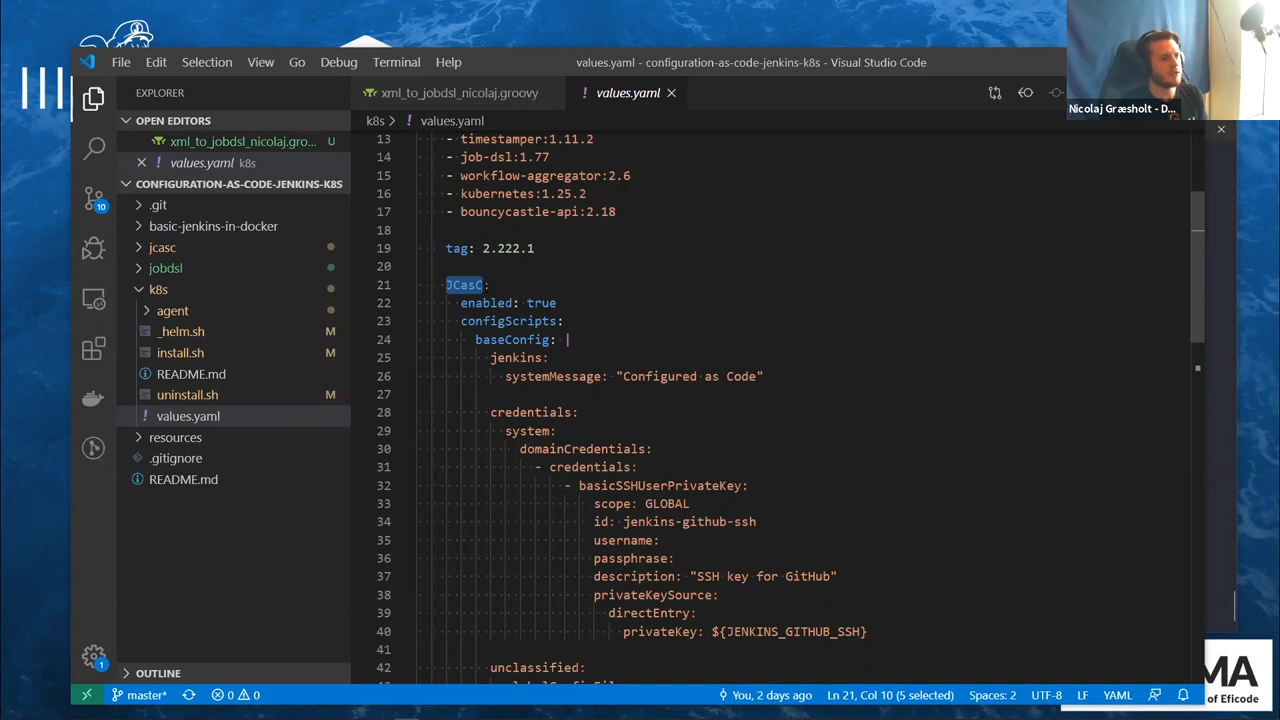 File Edit Selection View Go Debug Terminal Help
values.yaml - configuration-as-code-jenkins-k8s - Visual Studio Code
Nicolaj Græsholt - D...
EXPLORER
OPEN EDITORS
xml_to_jobdsl_nicolaj.gro... U
values.yaml k8s
CONFIGURATION-AS-CODE-JENKINS-K8S
.git
basic-jenkins-in-docker
jcasc
jobdsl
k8s
agent
_helm.sh M
install.sh M
README.md
uninstall.sh M
values.yaml
resources
.gitignore
README.md
OUTLINE
10
1
xml_to_jobdsl_nicolaj.groovy
values.yaml
k8s > values.yaml
13 - timestamper:1.11.2
14 - job-dsl:1.77
15 - workflow-aggregator:2.6
16 - kubernetes:1.25.2
17 - bouncycastle-api:2.18
18
19 tag: 2.222.1
20
21 JCasC:
22 enabled: true
23 configScripts:
24 baseConfig: |
25 jenkins:
26 systemMessage: "Configured as Code"
27
28 credentials:
29 system:
30 domainCredentials:
31 - credentials:
32 - basicSSHUserPrivateKey:
33 scope: GLOBAL
34 id: jenkins-github-ssh
35 username:
36 passphrase:
37 description: "SSH key for GitHub"
38 privateKeySource:
39 directEntry:
40 privateKey: ${JENKINS_GITHUB_SSH}
41
42 unclassified:
master* 0 0
You, 2 days ago Ln 21, Col 10 (5 selected) Spaces: 2 UTF-8 LF YAML
MA
of Eficode